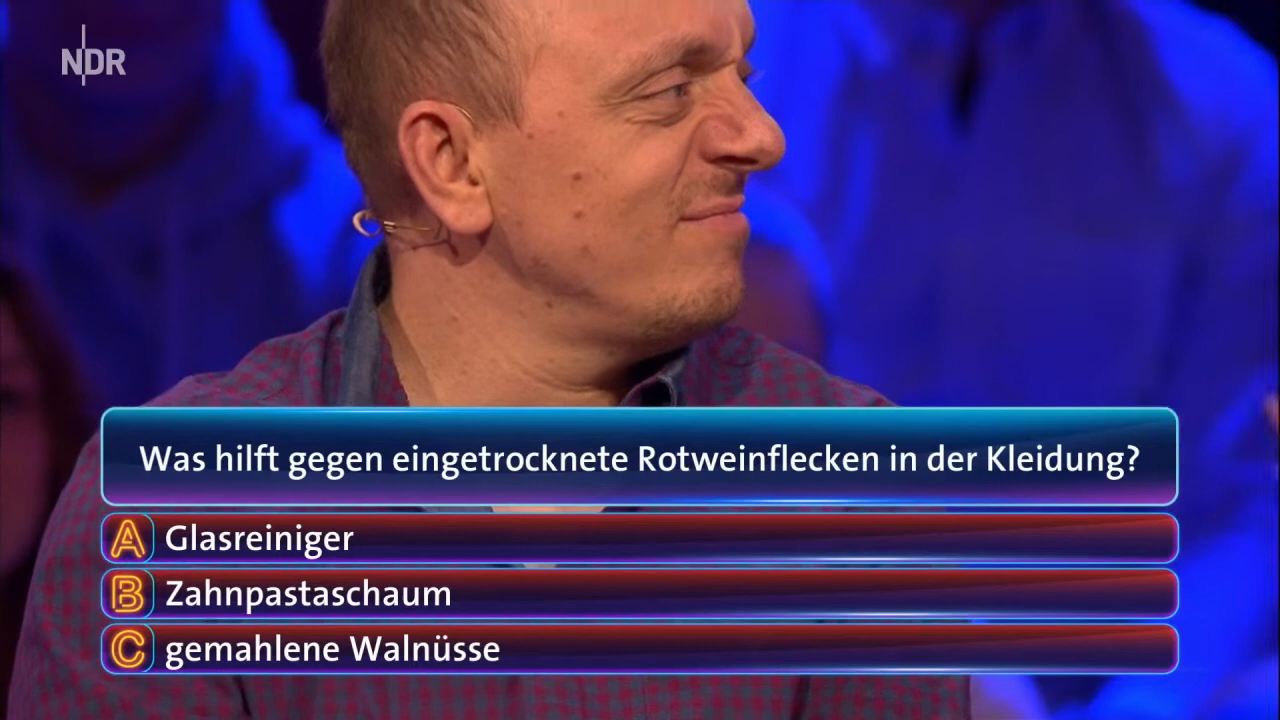 NDR
Was hilft gegen eingetrocknete Rotweinflecken in der Kleidung?
A Glasreiniger
B Zahnpastaschaum
C gemahlene Walnüsse